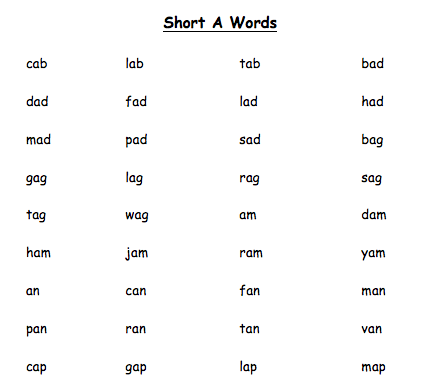 Short A Words
cab lab tab bad
dad fad lad had
mad pad sad bag
gag lag rag sag
tag wag am dam
ham jam ram yam
an can fan man
pan ran tan van
cap gap lap map